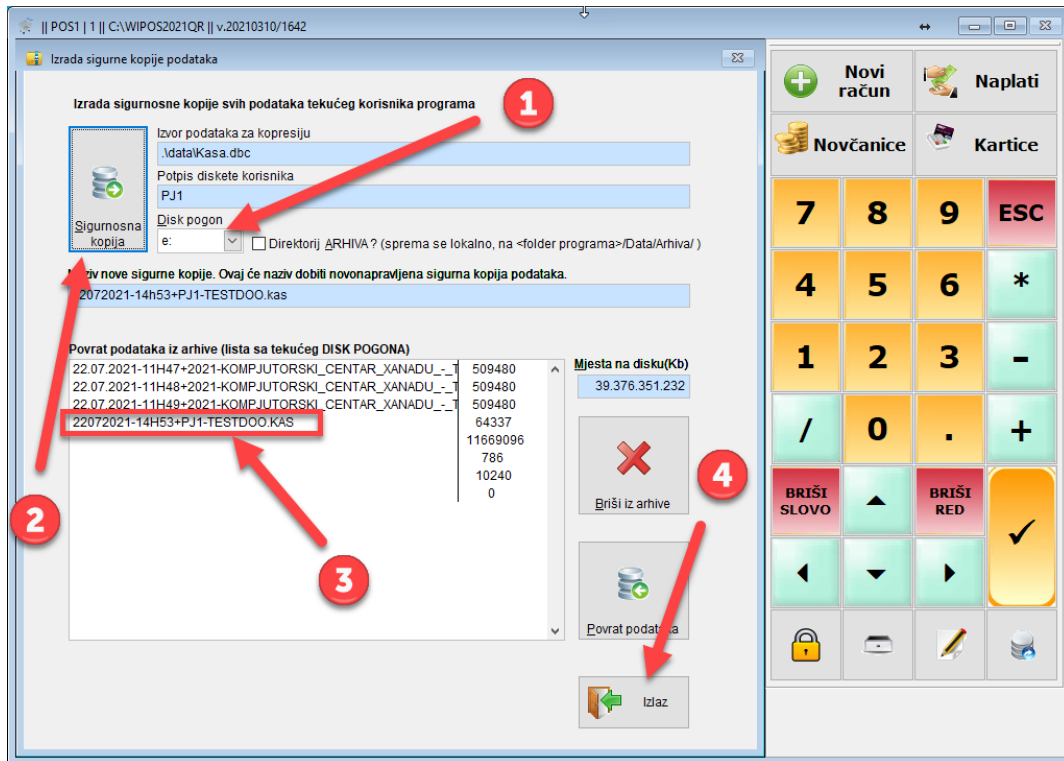 || POS1 | 1 || C:\WIPOS2021QR || v.20210310/1642
Izrada sigurne kopije podataka
Izrada sigurnosne kopije svih podataka tekućeg korisnika programa
1
Izvor podataka za kopresiju
.\data\Kasa.dbc
Potpis diskete korisnika
PJ1
Sigurnosna
kopija
Disk pogon
e:
Direktorij ARHIVA? (sprema se lokalno, na <folder programa>/Data/Arhiva/ )
nove sigurne kopije. Ovaj će naziv dobiti novonapravljena sigurna kopija podataka.
22072021-14h53+PJ1-TESTDOO.kas
2
Povrat podataka iz arhive (lista sa tekućeg DISK POGONA)
22.07.2021-11H47+2021-KOMPJUTORSKI_CENTAR_XANADU_-_T 509480
22.07.2021-11H48+2021-KOMPJUTORSKI_CENTAR_XANADU_-_T 509480
22.07.2021-11H49+2021-KOMPJUTORSKI_CENTAR_XANADU_-_T 509480
22072021-14H53+PJ1-TESTDOO.KAS 64337
11669096
786
10240
0
3
Mjesta na disku(Kb)
39.376.351.232
4
Briši iz arhive
Povrat podataka
Izlaz
Novi
račun
Naplati
Novčanice
Kartice
7 8 9 ESC
4 5 6 *
1 2 3 -
/ 0 . +
BRIŠI
SLOVO
BRIŠI
RED